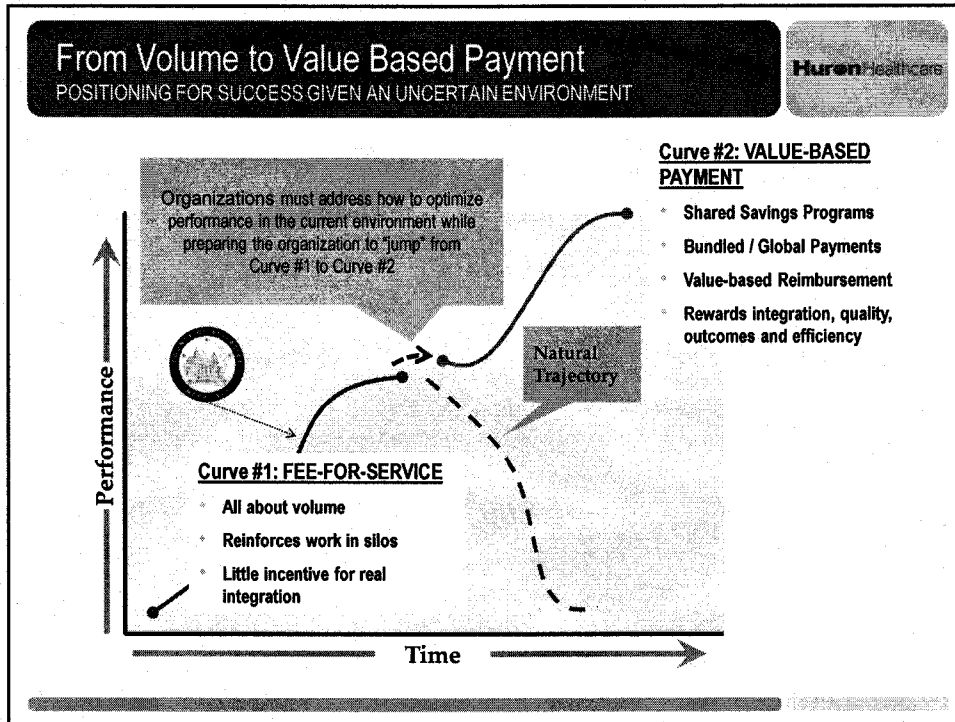 From Volume to Value Based Payment
POSITIONING FOR SUCCESS GIVEN AN UNCERTAIN ENVIRONMENT
Huron Healthcare
Organizations must address how to optimize
performance in the current environment while
preparing the organization to "jump" from
Curve #1 to Curve #2
Curve #2: VALUE-BASED
PAYMENT
Shared Savings Programs
Bundled / Global Payments
Value-based Reimbursement
Rewards integration, quality,
outcomes and efficiency
Natural
Trajectory
Performance
Curve #1: FEE-FOR-SERVICE
All about volume
Reinforces work in silos
Little incentive for real
integration
Time